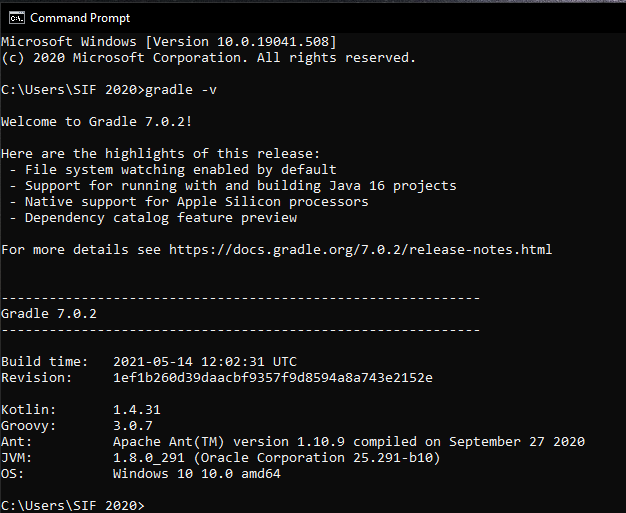 Command Prompt
Microsoft Windows [Version 10.0.19041.508]
(c) 2020 Microsoft Corporation. All rights reserved.
C:\Users\SIF 2020>gradle -v
Welcome to Gradle 7.0.2!
Here are the highlights of this release:
- File system watching enabled by default
- Support for running with and building Java 16 projects
- Native support for Apple Silicon processors
- Dependency catalog feature preview
For more details see https://docs.gradle.org/7.0.2/release-notes.html
------------------------------------------------------------
Gradle 7.0.2
------------------------------------------------------------
Build time:   2021-05-14 12:02:31 UTC
Revision:     1ef1b260d39daacbf9357f9d8594a8a743e2152e
Kotlin:       1.4.31
Groovy:       3.0.7
Ant:          Apache Ant(TM) version 1.10.9 compiled on September 27 2020
JVM:          1.8.0_291 (Oracle Corporation 25.291-b10)
OS:           Windows 10 10.0 amd64
C:\Users\SIF 2020>